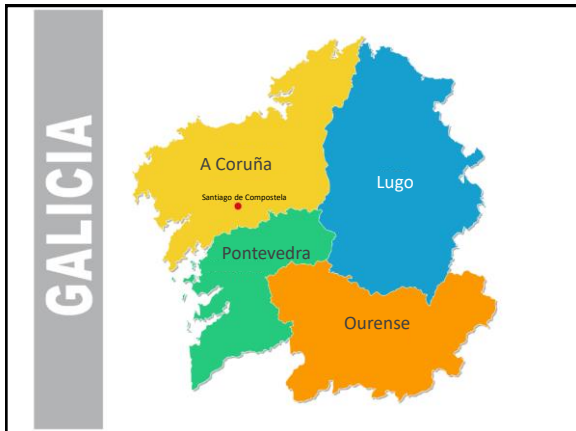 GALICIA
A Coruña
Lugo
Santiago de Compostela
Pontevedra
Ourense